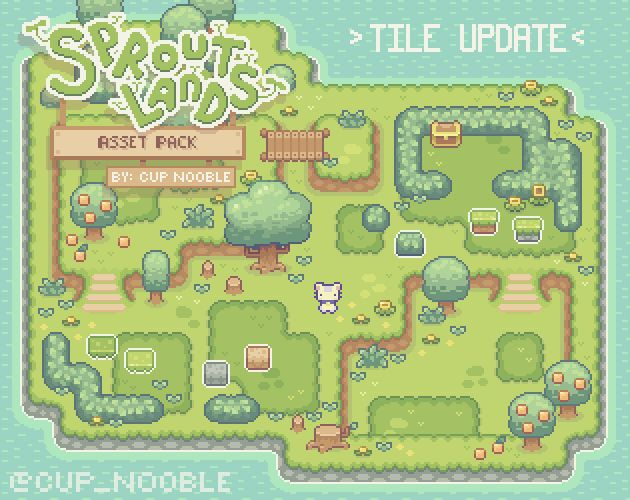 SPROUT
LANDS
>TILE UPDATE<
ASSET PACK
BY: CUP NOOBLE
@CUP_NOOBLE